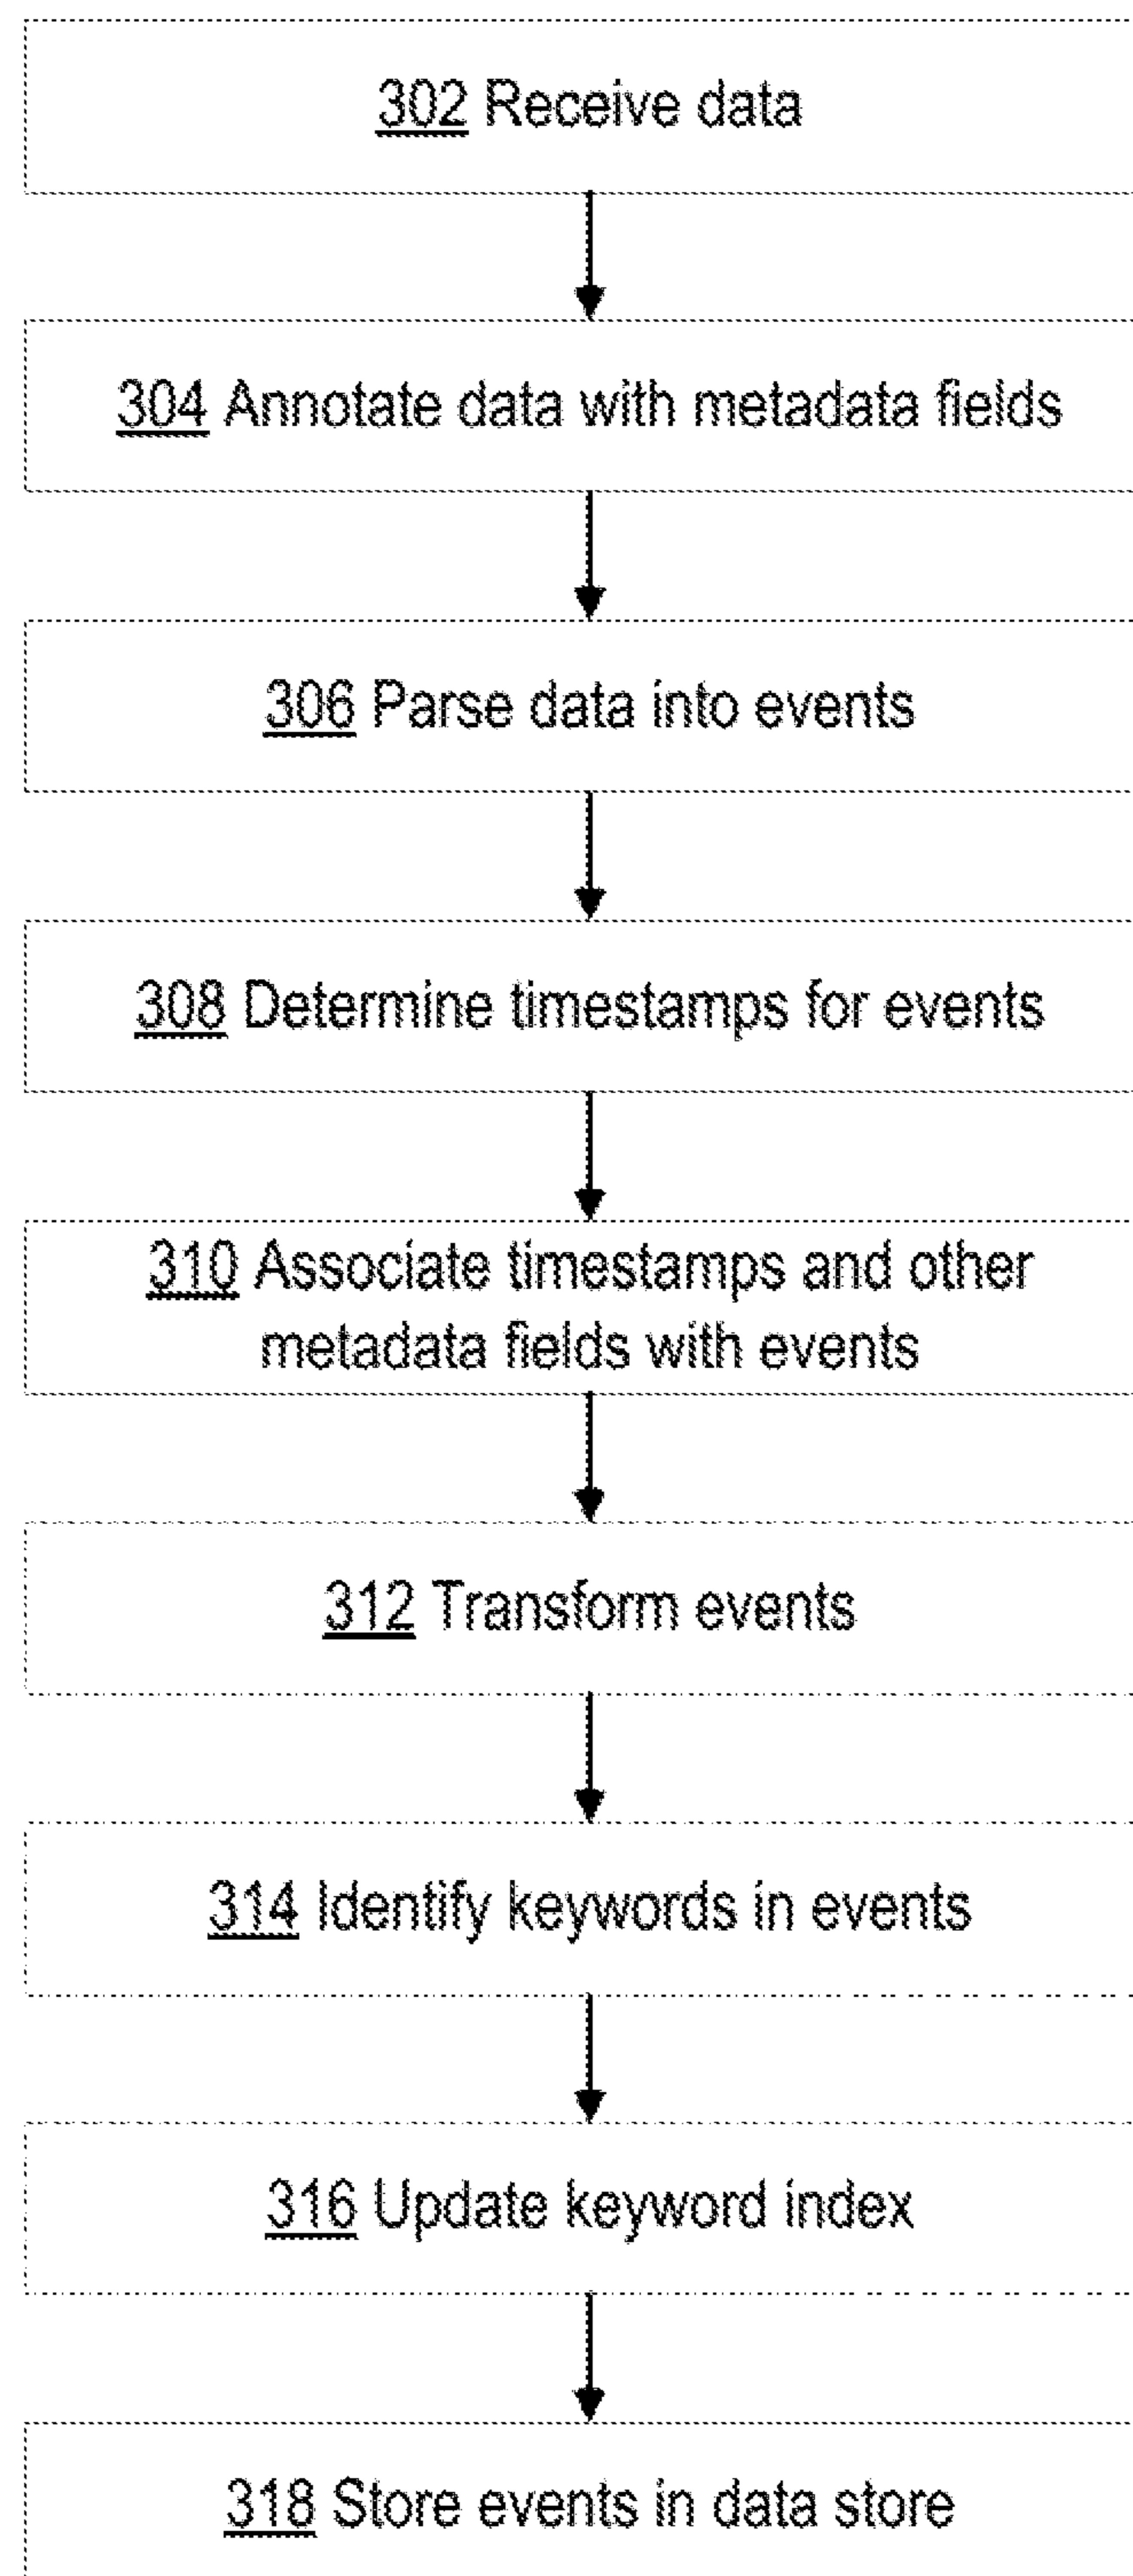 302 Receive data
304 Annotate data with metadata fields
306 Parse data into events
308 Determine timestamps for events
310 Associate timestamps and other
metadata fields with events
312 Transform events
314 Identify keywords in events
316 Update keyword index
318 Store events in data store